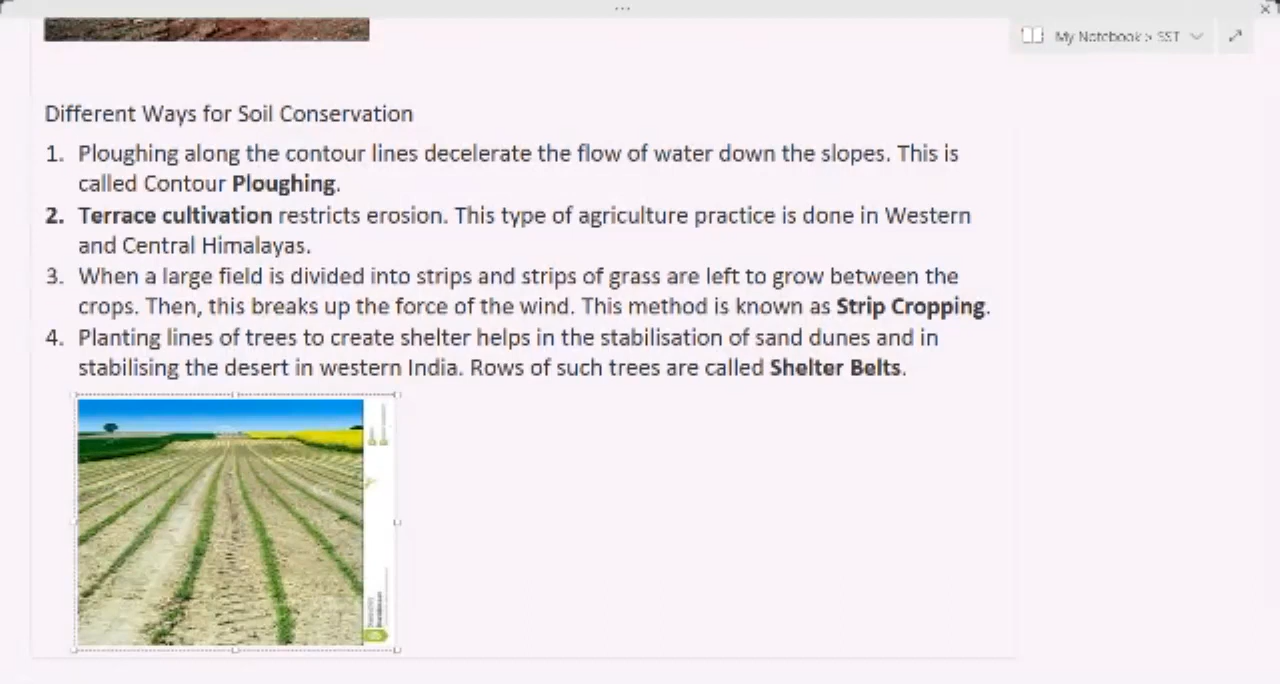 My Notebook > SST
Different Ways for Soil Conservation
1. Ploughing along the contour lines decelerate the flow of water down the slopes. This is
called Contour Ploughing.
2. Terrace cultivation restricts erosion. This type of agriculture practice is done in Western
and Central Himalayas.
3. When a large field is divided into strips and strips of grass are left to grow between the
crops. Then, this breaks up the force of the wind. This method is known as Strip Cropping.
4. Planting lines of trees to create shelter helps in the stabilisation of sand dunes and in
stabilising the desert in western India. Rows of such trees are called Shelter Belts.